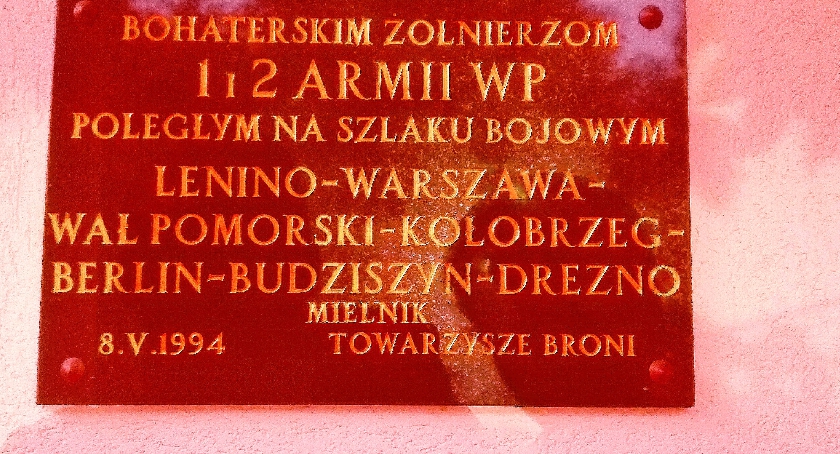 BOHATERSKIM ŻOŁNIERZOM
1 i 2 ARMII WP
POLEGŁYM NA SZLAKU BOJOWYM
LENINO-WARSZAWA-
WAŁ POMORSKI-KOŁOBRZEG-
BERLIN-BUDZISZYN-DREZNO
MIELNIK
8.V.1994 TOWARZYSZE BRONI